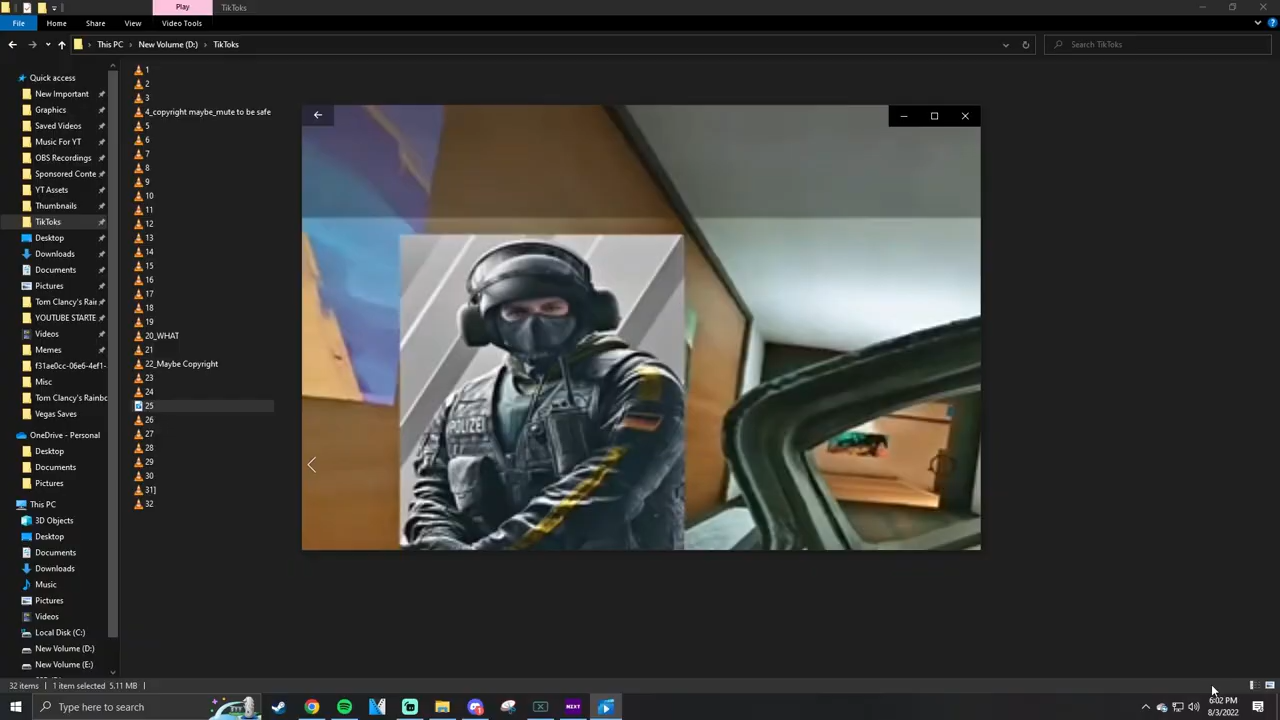 Play
TikToks
File
Home
Share
View
Video Tools
This PC
New Volume (D:)
TikToks
Search TikToks
Quick access
New Important
Graphics
Saved Videos
Music For YT
OBS Recordings
Sponsored Conte
YT Assets
Thumbnails
TikToks
Desktop
Downloads
Documents
Pictures
Tom Clancy's Rai
YOUTUBE STARTE
Videos
Memes
f31ae0cc-06e6-4ef1-
Misc
Tom Clancy's Rainbo
Vegas Saves
OneDrive - Personal
Desktop
Documents
Pictures
This PC
3D Objects
Desktop
Documents
Downloads
Music
Pictures
Videos
Local Disk (C:)
New Volume (D:)
New Volume (E:)
1
2
3
4_copyright maybe_mute to be safe
5
6
7
8
9
10
11
12
13
14
15
16
17
18
19
20_WHAT
21
22_Maybe Copyright
23
24
25
26
27
28
29
30
31]
32
POLIZEI
32 items
1 item selected 5.11 MB
Type here to search
NEXT
6:02 PM
8/3/2022